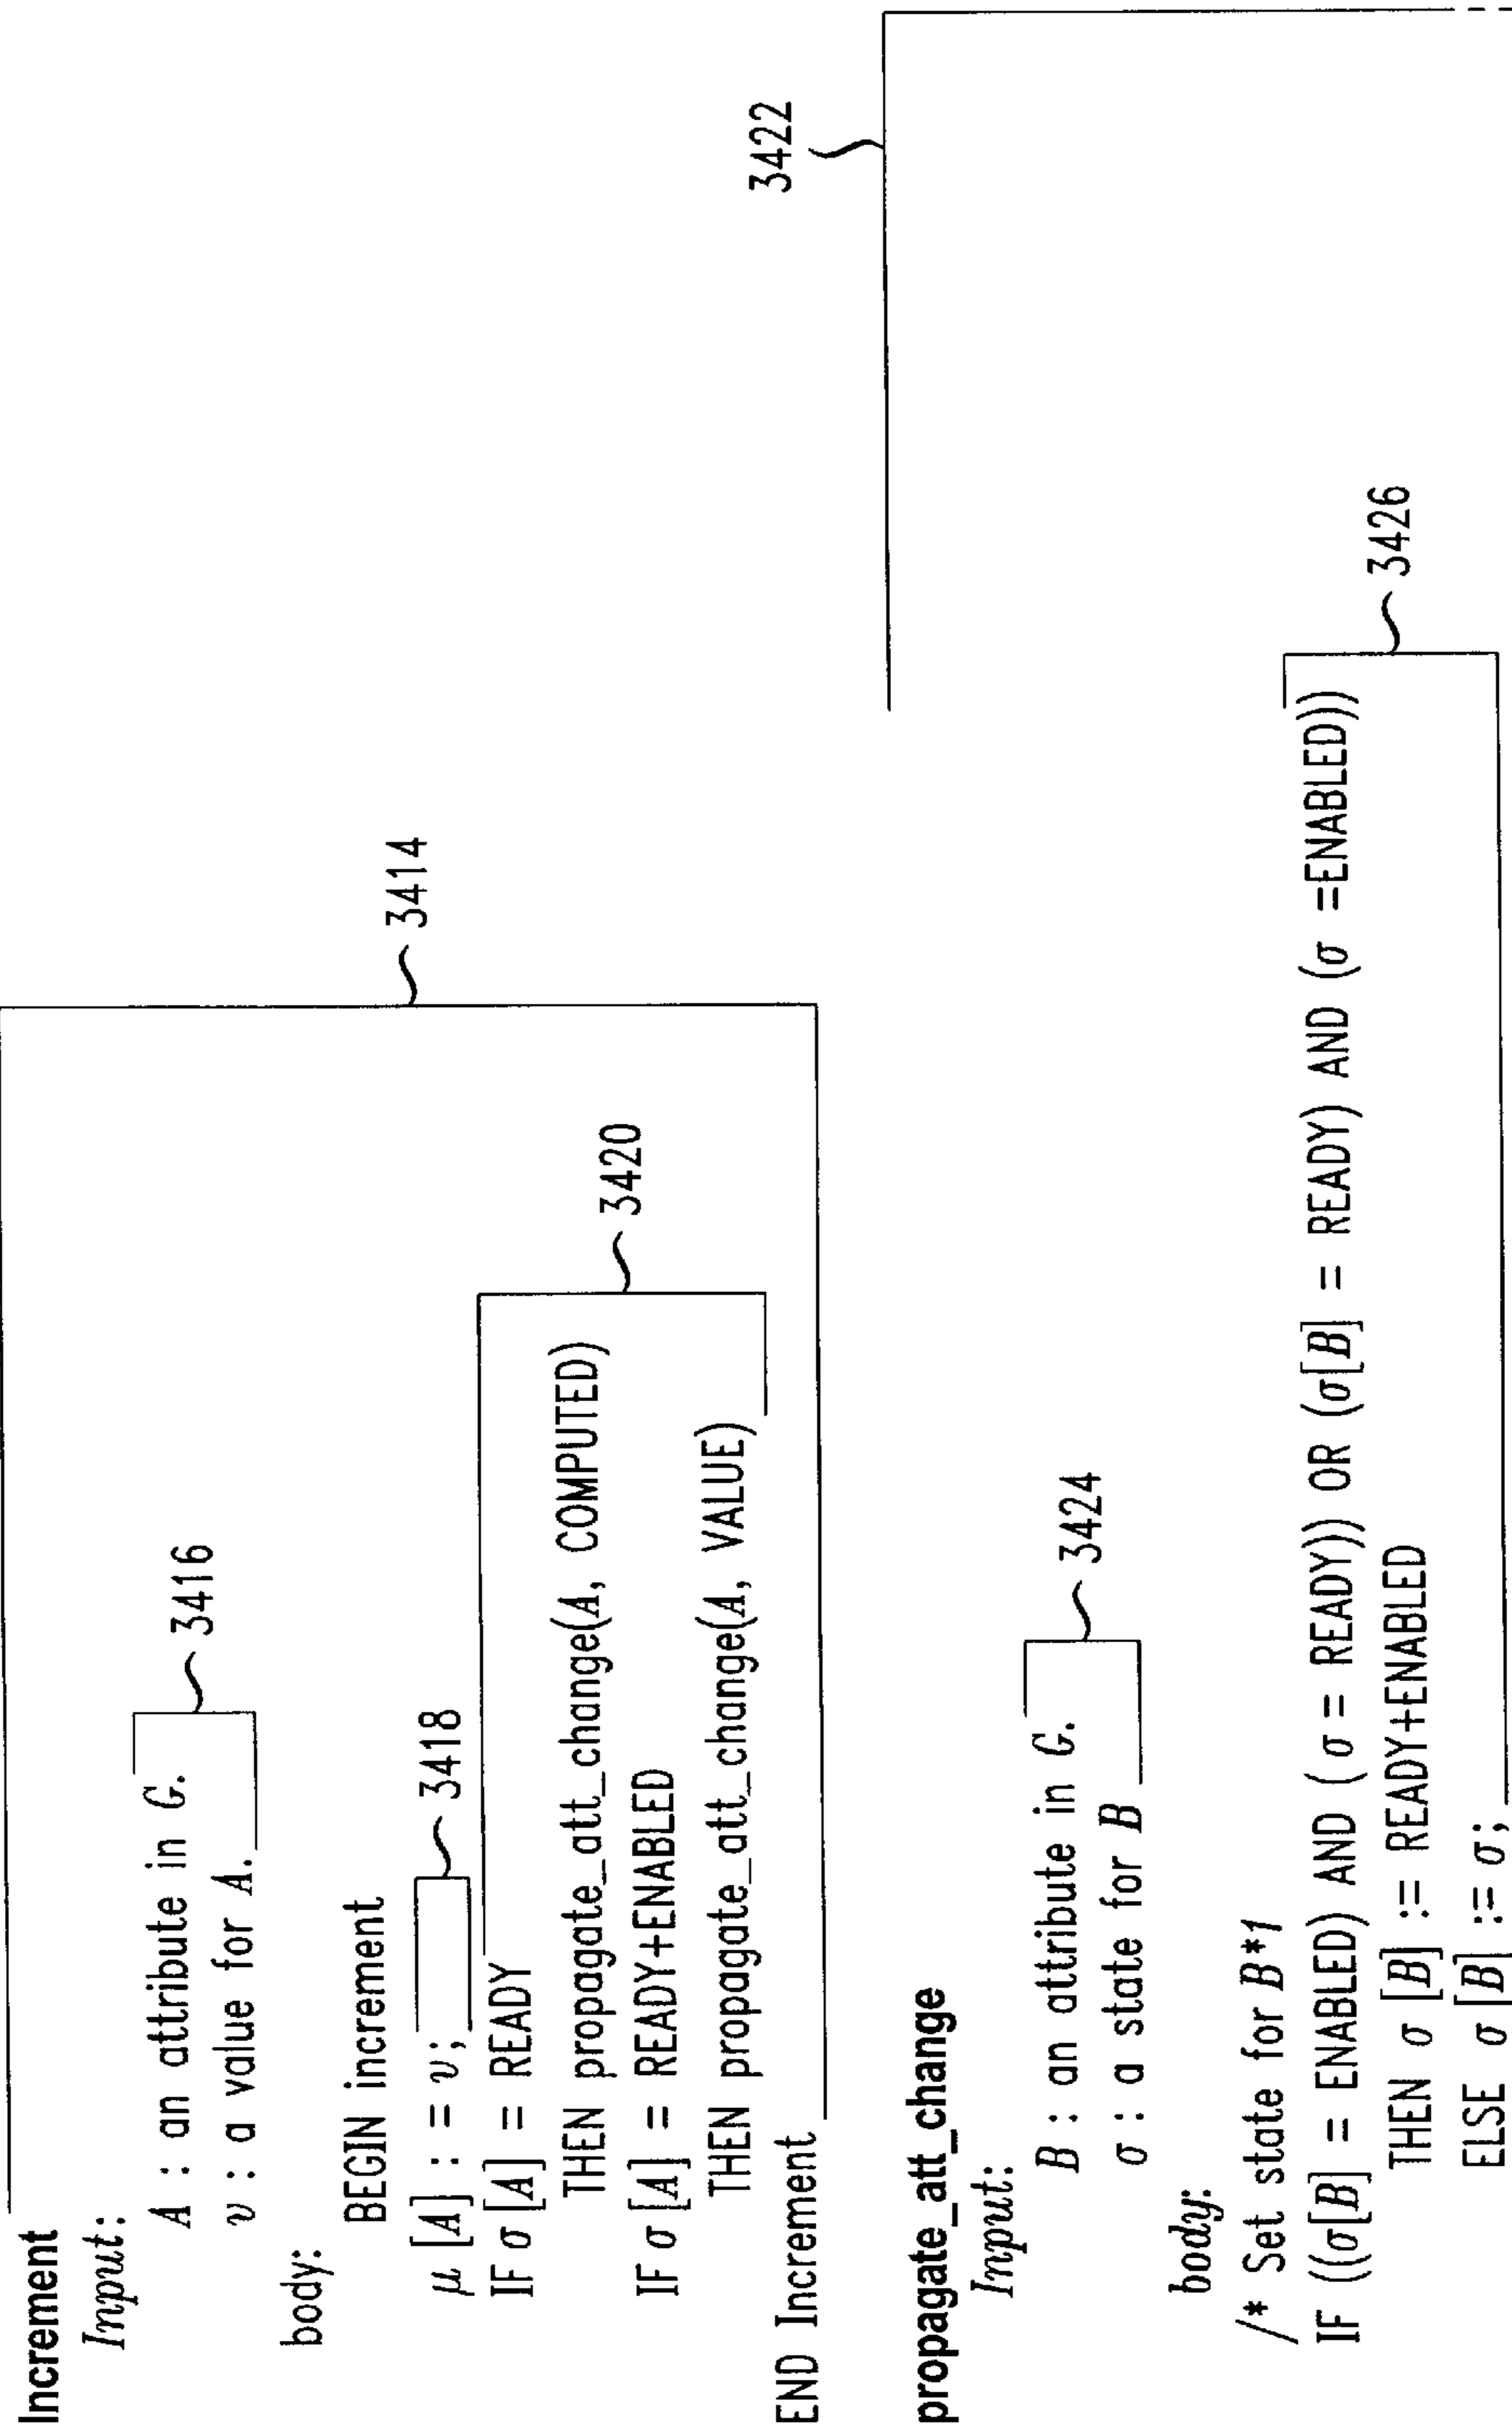 Increment
Input:
A : an attribute in G.
v : a value for A.
3416
body:
BEGIN increment
μ [A] : = v;
3418
IF σ [A] = READY
THEN propagate_att_change(A, COMPUTED)
IF σ [A] = READY+ENABLED
3420
THEN propagate_att_change(A, VALUE)
END Increment
3414
propagate_att_change
Input:
B : an attribute in G.
σ : a state for B
3424
body:
/* Set state for B*1
IF ((σ[B] = ENABLED) AND ( σ = READY)) OR (σ[B] = READY) AND (σ =ENABLED))
THEN σ [B] := READY+ENABLED
ELSE σ [B] := σ;
3426
3422